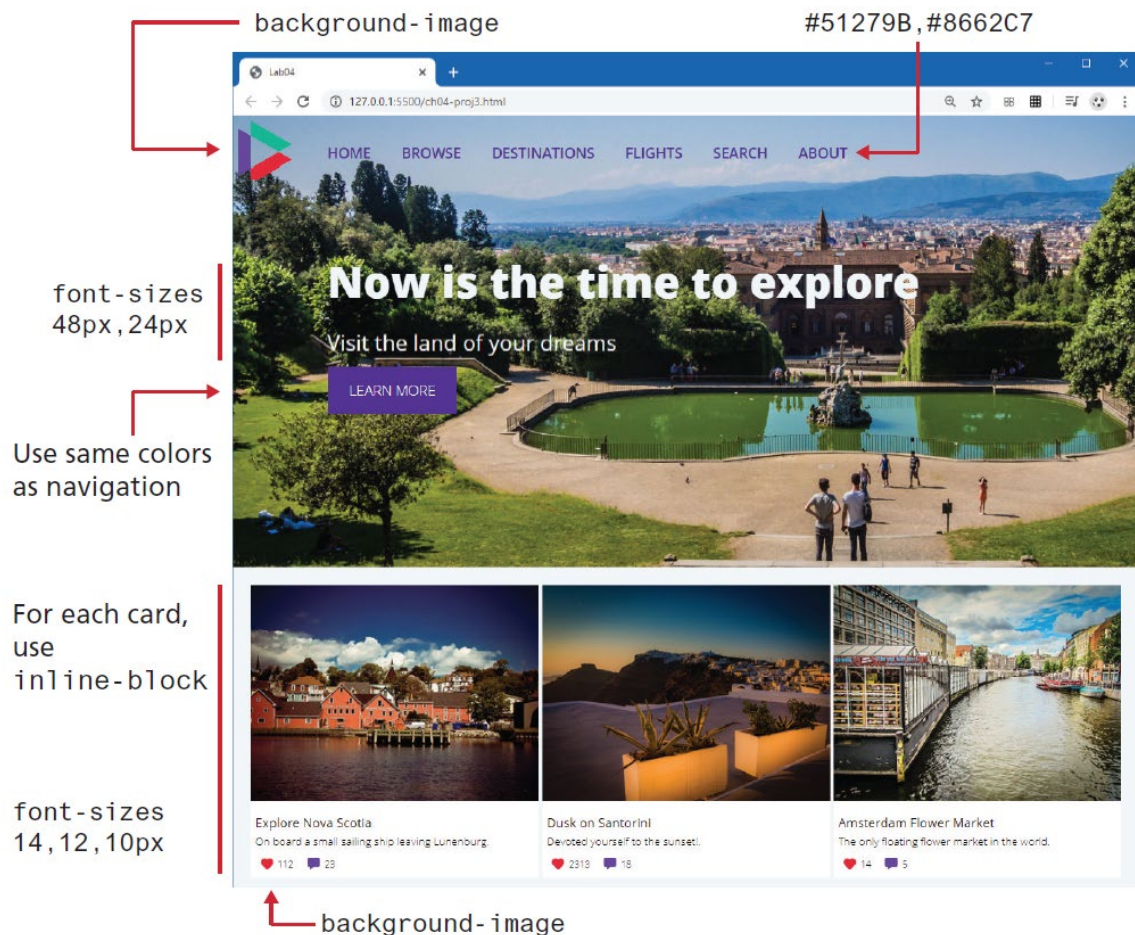 background-image
#51279B,#8662C7
Lab04
127.0.0.1:5500/ch04-proj3.html
HOME BROWSE DESTINATIONS FLIGHTS SEARCH ABOUT
font-sizes
48px,24px
Now is the time to explore
Visit the land of your dreams
LEARN MORE
Use same colors
as navigation
For each card,
use
inline-block
font-sizes
14,12,10px
Explore Nova Scotia
On board a small sailing ship leaving Lunenburg.
112 23
Dusk on Santorini
Devoted yourself to the sunset!.
2313 18
Amsterdam Flower Market
The only floating flower market in the world.
14 5
background-image